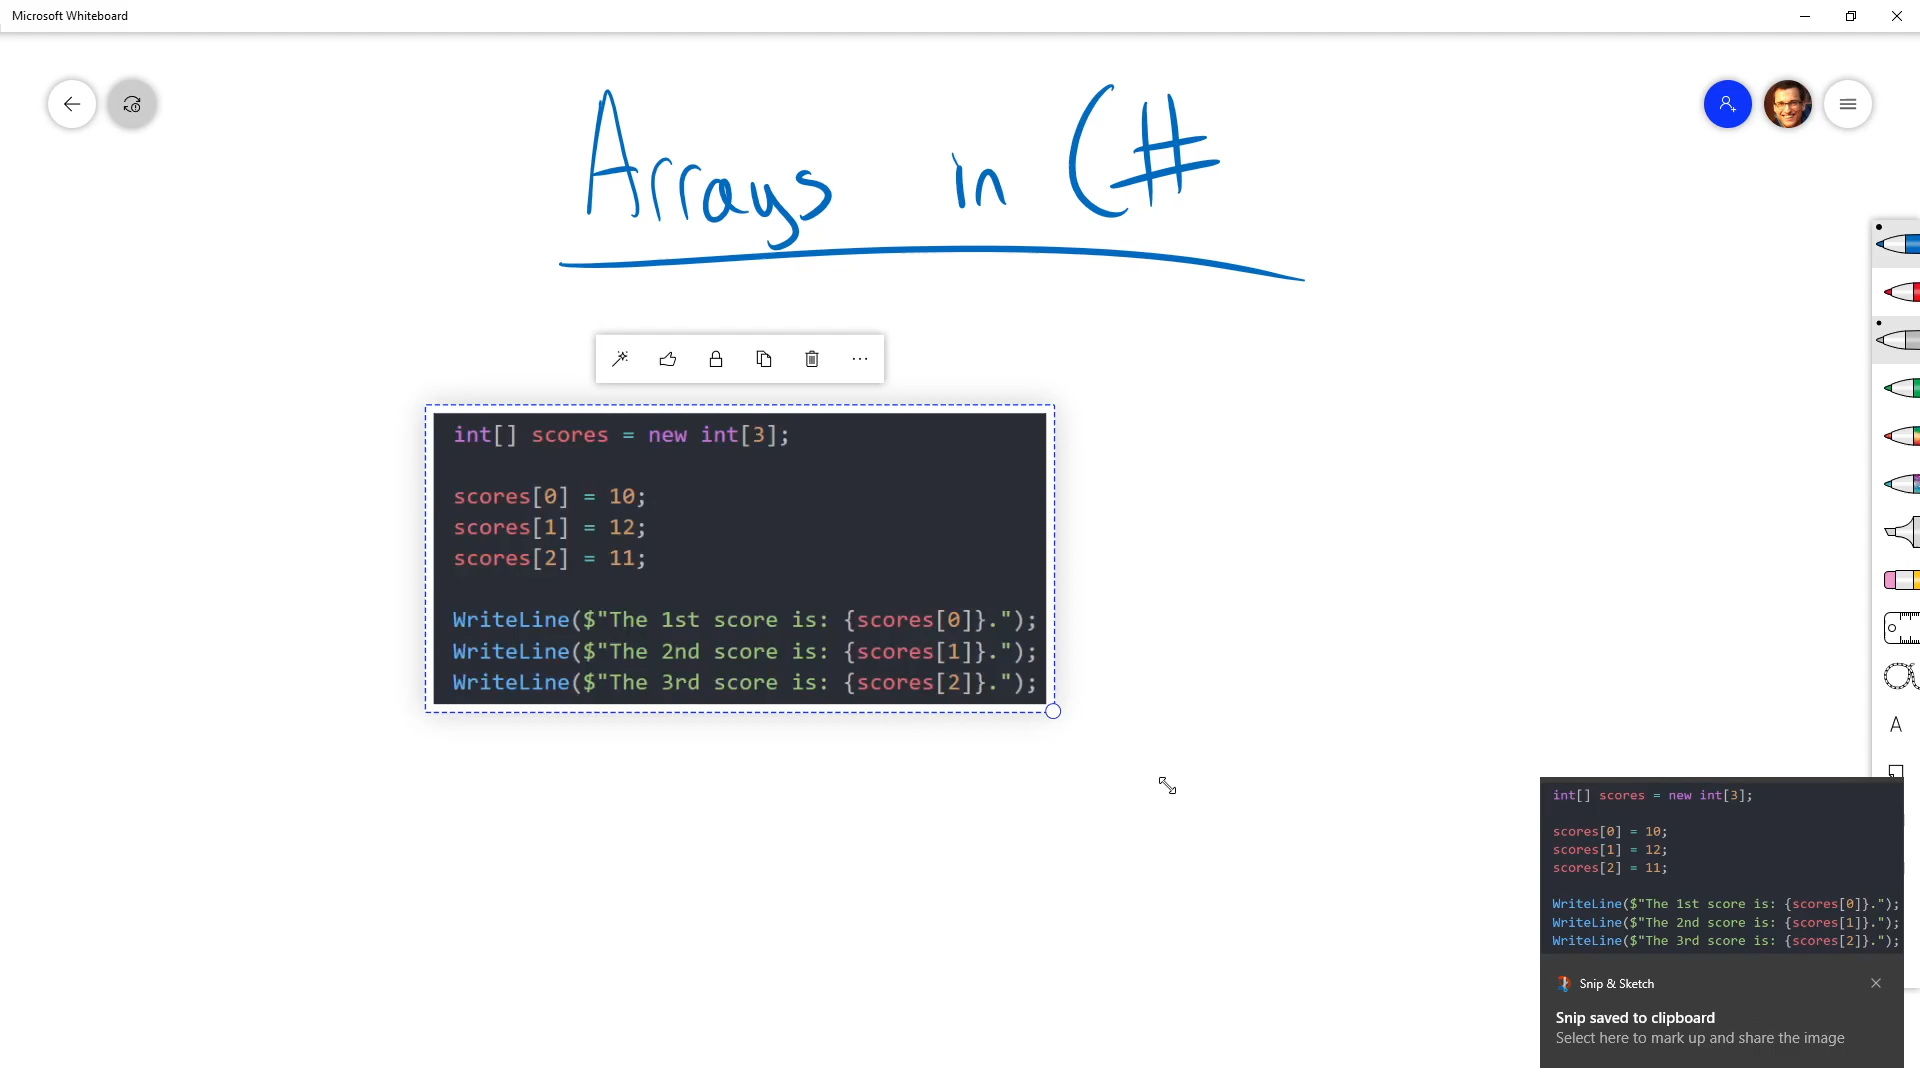 Microsoft Whiteboard
Arrays in C#
int[] scores = new int[3];
scores[0] = 10;
scores[1] = 12;
scores[2] = 11;
WriteLine($"The 1st score is: {scores[0]}.");
WriteLine($"The 2nd score is: {scores[1]}.");
WriteLine($"The 3rd score is: {scores[2]}.");
A
int[] scores = new int[3];
scores[0] = 10;
scores[1] = 12;
scores[2] = 11;
WriteLine($"The 1st score is: {scores[0]}.");
WriteLine($"The 2nd score is: {scores[1]}.");
WriteLine($"The 3rd score is: {scores[2]}.");
Snip & Sketch
Snip saved to clipboard
Select here to mark up and share the image